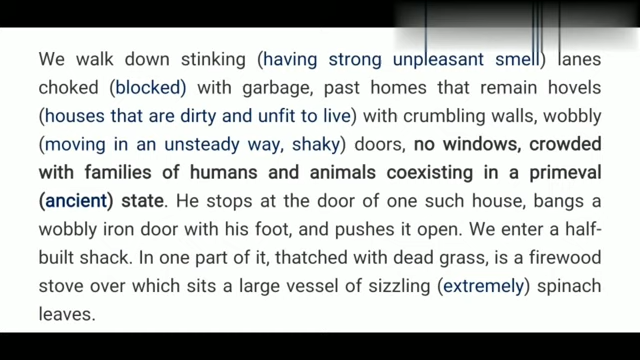 We walk down stinking (having strong unpleasant smell) lanes
choked (blocked) with garbage, past homes that remain hovels
(houses that are dirty and unfit to live) with crumbling walls, wobbly
(moving in an unsteady way, shaky) doors, no windows, crowded
with families of humans and animals coexisting in a primeval
(ancient) state. He stops at the door of one such house, bangs a
wobbly iron door with his foot, and pushes it open. We enter a half-
built shack. In one part of it, thatched with dead grass, is a firewood
stove over which sits a large vessel of sizzling (extremely) spinach
leaves.